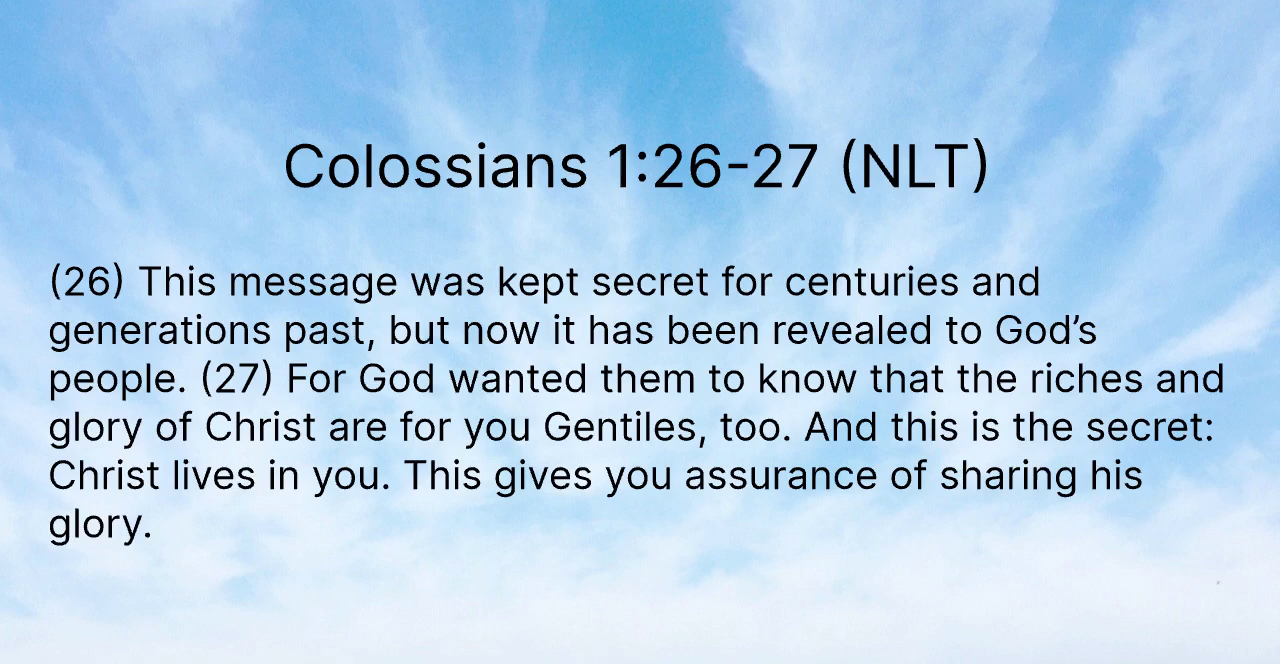 Colossians 1:26-27 (NLT)
(26) This message was kept secret for centuries and
generations past, but now it has been revealed to God’s
people. (27) For God wanted them to know that the riches and
glory of Christ are for you Gentiles, too. And this is the secret:
Christ lives in you. This gives you assurance of sharing his
glory.